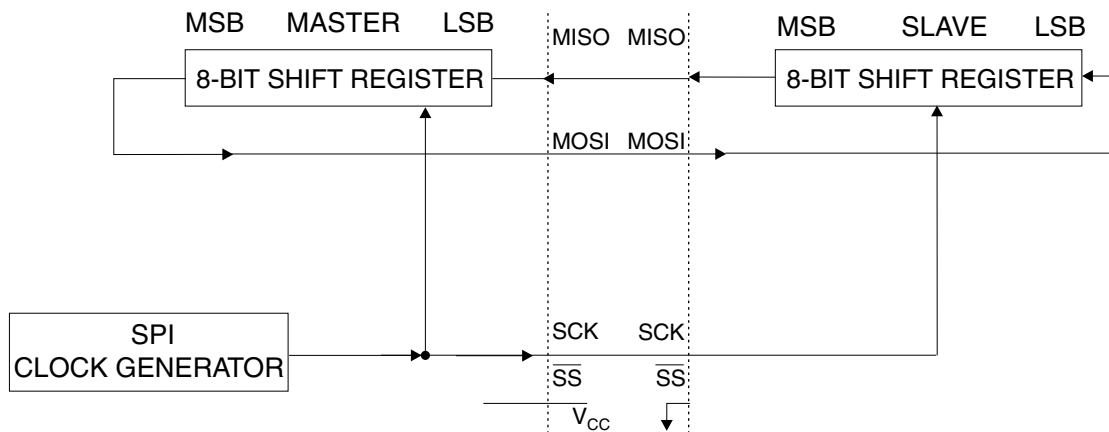 MSB MASTER LSB MISO MISO MSB SLAVE LSB
8-BIT SHIFT REGISTER 8-BIT SHIFT REGISTER
MOSI MOSI
SPI
CLOCK GENERATOR
SCK SCK
SS SS
VCC